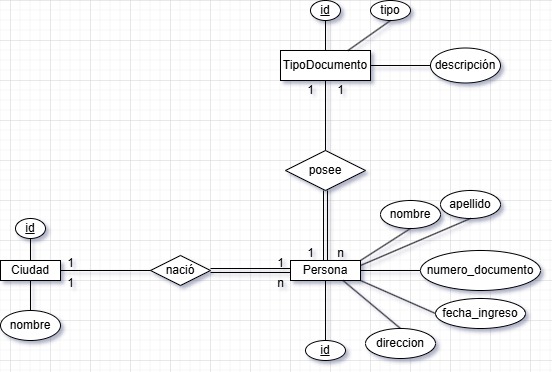 id
tipo
TipoDocumento
descripción
1 1
posee
apellido
nombre
id
1 n
Ciudad
1
nació
1
Persona
numero_documento
1
n
nombre
fecha_ingreso
direccion
id